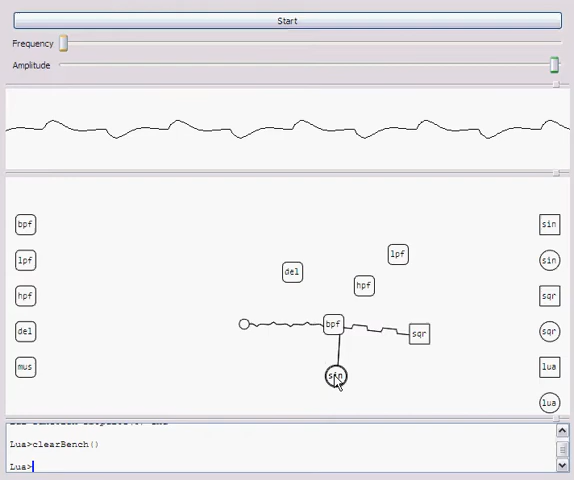 Start
Frequency
Amplitude
bpf
sin
lpf
lpf
sin
del
hpf
hpf
sqr
bpf
sqr
del
sqr
mus
sin
lua
lua
Lua>clearBench()
Lua>